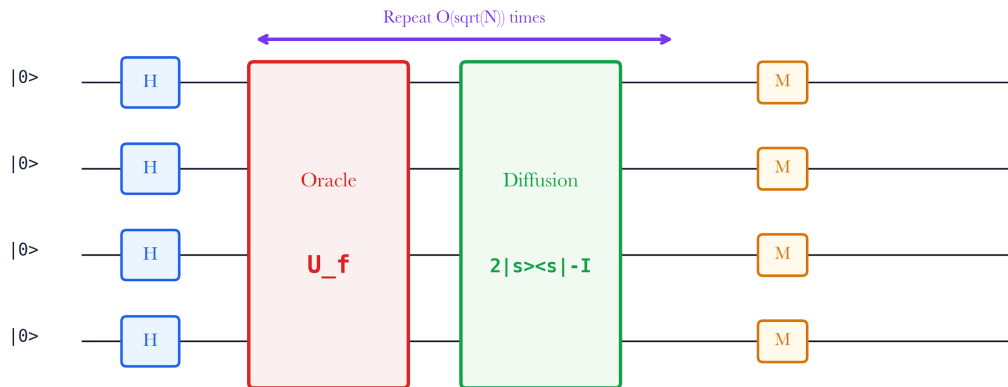 Repeat O(sqrt(N)) times
|0> H M
|0> H M
Oracle Diffusion
|0> H M
U_f 2|s><s|-I
|0> H M